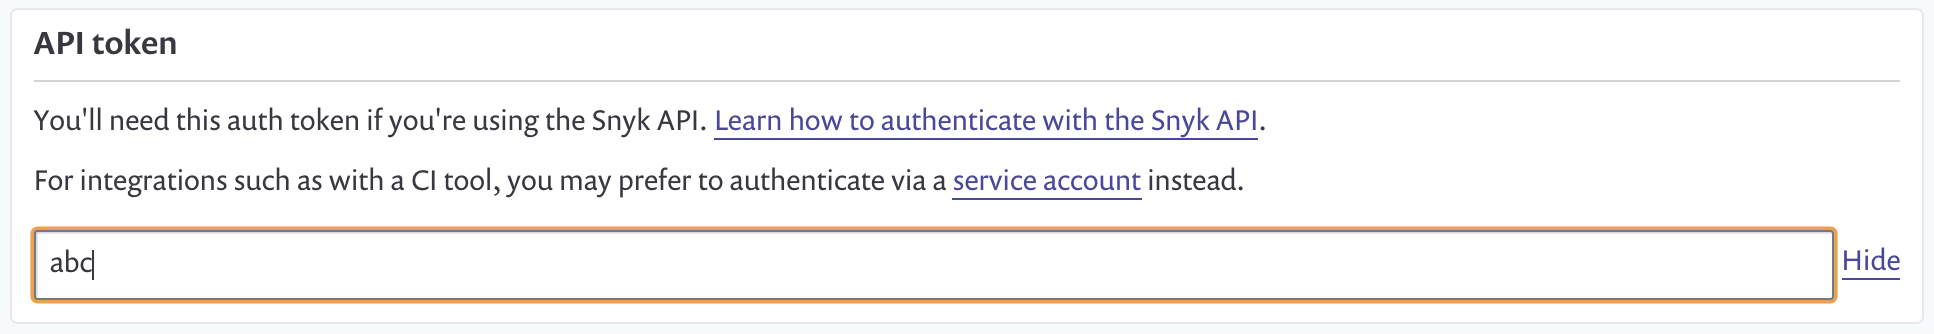 API token
You'll need this auth token if you're using the Snyk API. Learn how to authenticate with the Snyk API.
For integrations such as with a CI tool, you may prefer to authenticate via a service account instead.
abc
Hide